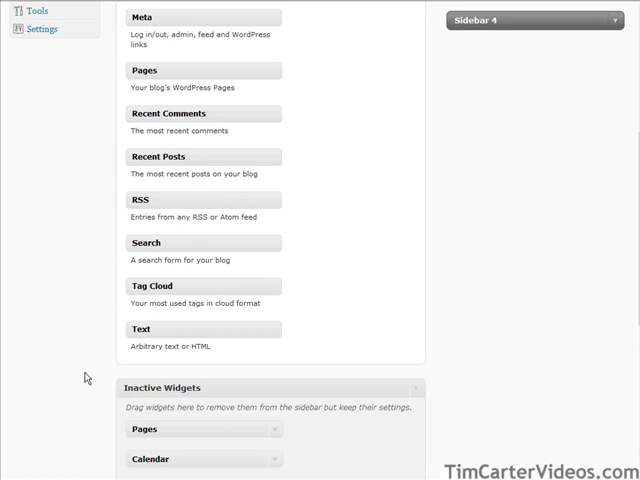 Tools
Settings
Meta
Log in/out, admin, feed and WordPress
links
Pages
Your blog's WordPress Pages
Recent Comments
The most recent comments
Recent Posts
The most recent posts on your blog
RSS
Entries from any RSS or Atom feed
Search
A search form for your blog
Tag Cloud
Your most used tags in cloud format
Text
Arbitrary text or HTML
Inactive Widgets
Drag widgets here to remove them from the sidebar but keep their settings.
Pages
Calendar
Sidebar 4
TimCarterVideos.com